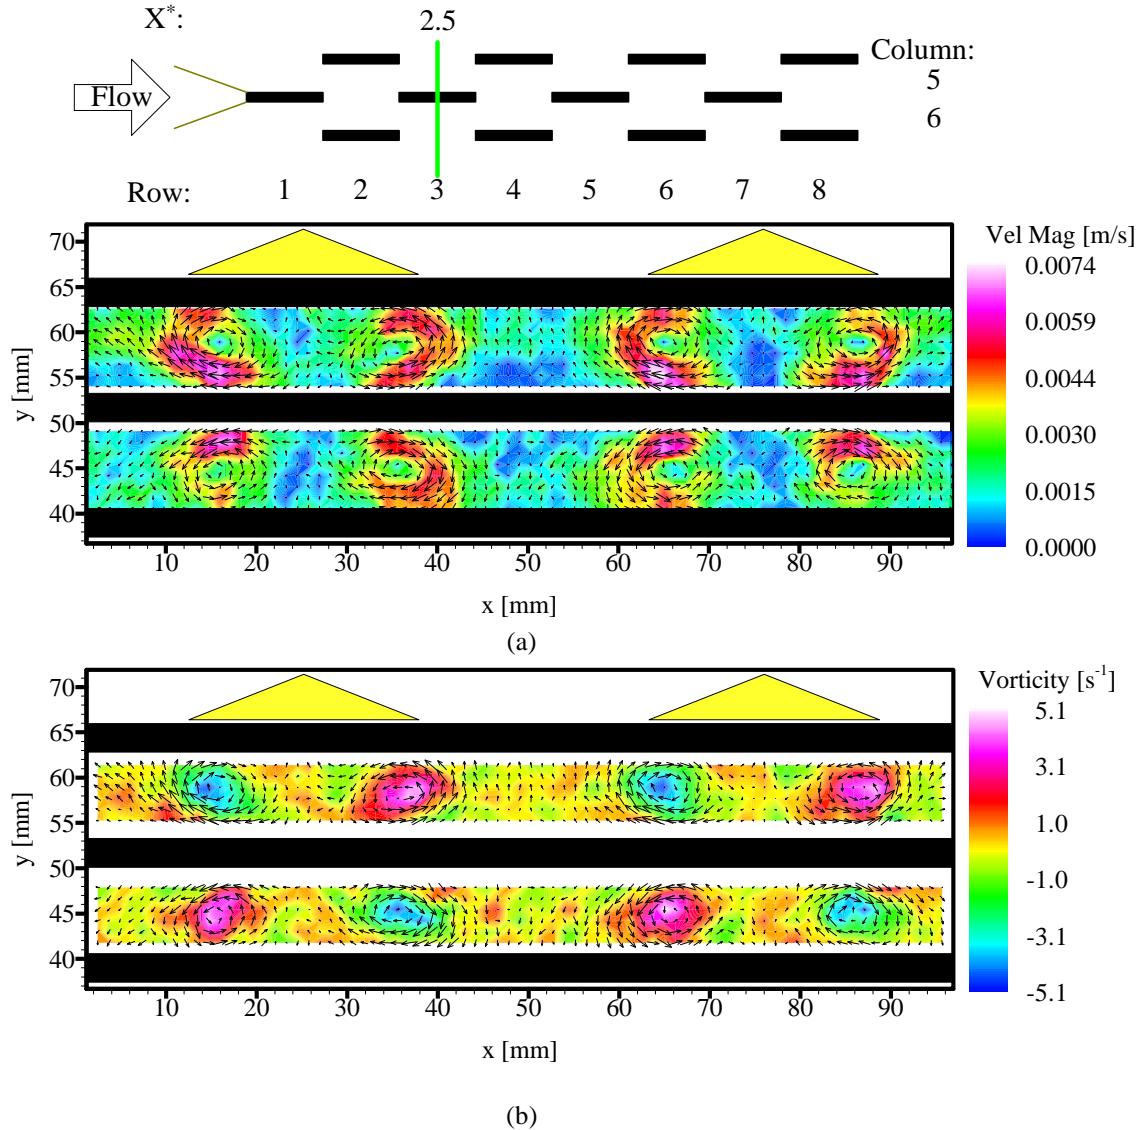 X*: 2.5
Column:
Flow 5
6
Row: 1 2 3 4 5 6 7 8
Vel Mag [m/s]
70
65
60
55
50
45
40
y [mm]
0.0074
0.0059
0.0044
0.0030
0.0015
0.0000
10 20 30 40 50 60 70 80 90
x [mm]
(a)
Vorticity [s-1]
70
65
60
55
50
45
40
y [mm]
5.1
3.1
1.0
-1.0
-3.1
-5.1
10 20 30 40 50 60 70 80 90
x [mm]
(b)